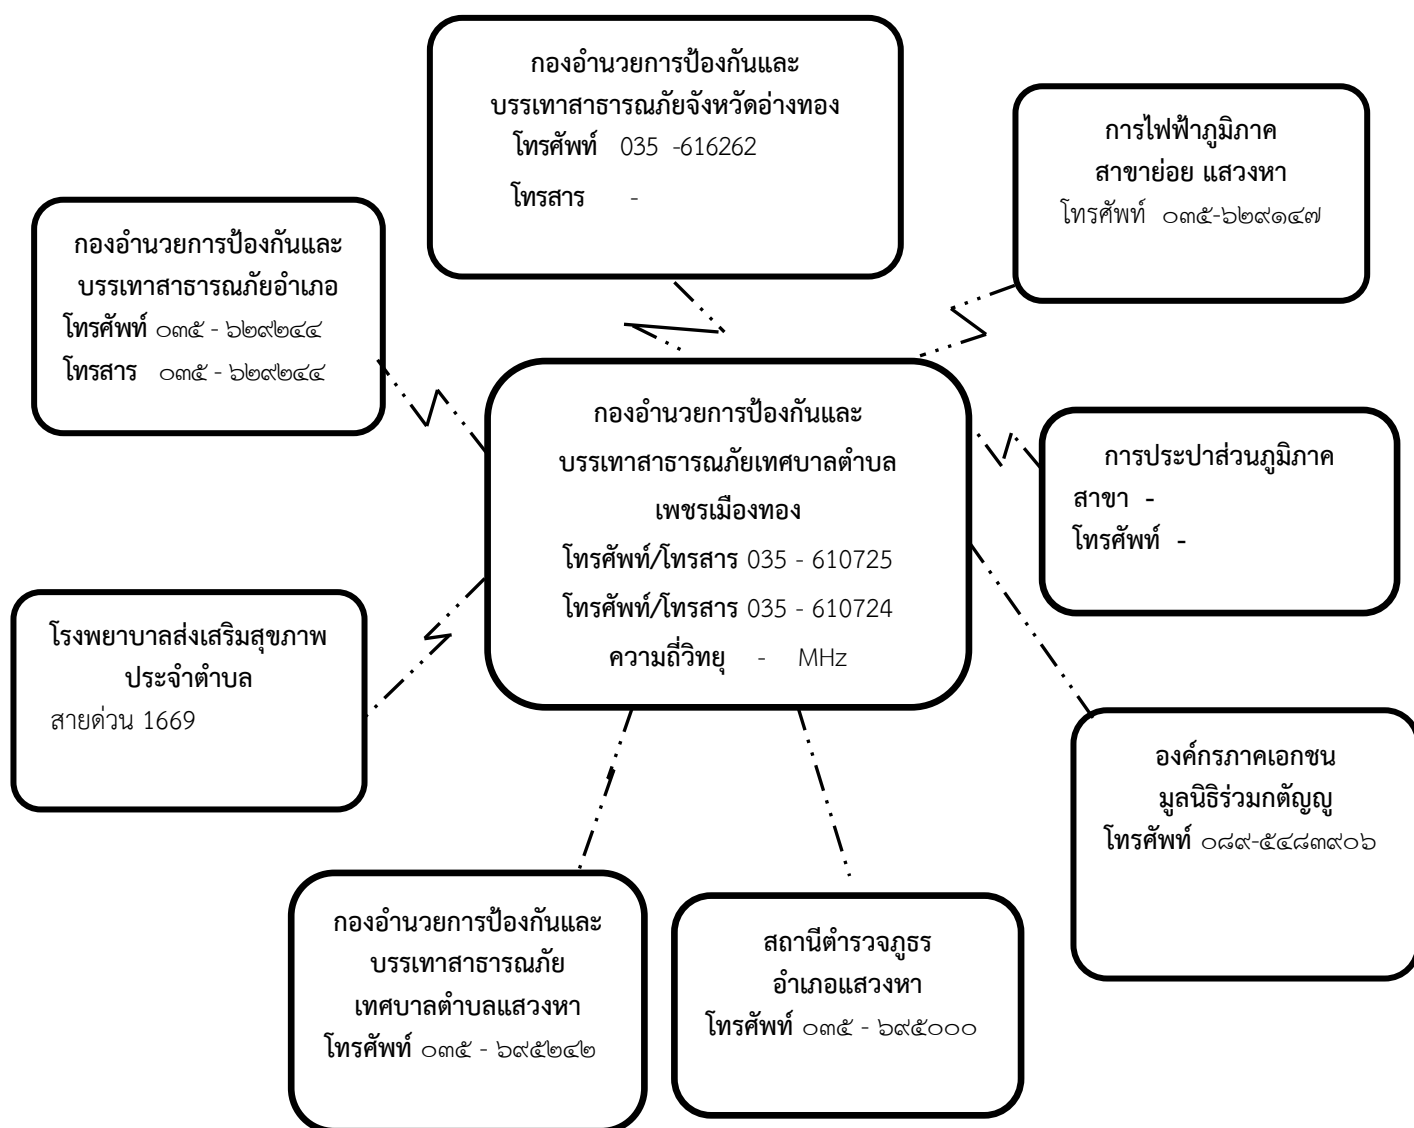 กองอำนวยการป้องกันและ
บรรเทาสาธารณภัยจังหวัดอ่างทอง
โทรศัพท์ 035 -616262
โทรสาร -
การไฟฟ้าภูมิภาค
สาขาย่อย แสวงหา
โทรศัพท์ ๐๓๕-๖๒๙๑๔๗
กองอำนวยการป้องกันและ
บรรเทาสาธารณภัยอำเภอ
โทรศัพท์ ๐๓๕ - ๖๒๙๒๔๔
โทรสาร ๐๓๕ - ๖๒๙๒๔๔
กองอำนวยการป้องกันและ
บรรเทาสาธารณภัยเทศบาลตำบล
เพชรเมืองทอง
โทรศัพท์/โทรสาร 035 - 610725
โทรศัพท์/โทรสาร 035 - 610724
ความถี่วิทยุ - MHz
การประปาส่วนภูมิภาค
สาขา -
โทรศัพท์ -
โรงพยาบาลส่งเสริมสุขภาพ
ประจำตำบล
สายด่วน 1669
องค์กรภาคเอกชน
มูลนิธิร่วมกตัญญู
โทรศัพท์ ๐๘๙-๕๔๘๓๙๐๖
กองอำนวยการป้องกันและ
บรรเทาสาธารณภัย
เทศบาลตำบลแสวงหา
โทรศัพท์ ๐๓๕ - ๖๙๕๒๔๒
สถานีตำรวจภูธร
อำเภอแสวงหา
โทรศัพท์ ๐๓๕ - ๖๙๕๐๐๐